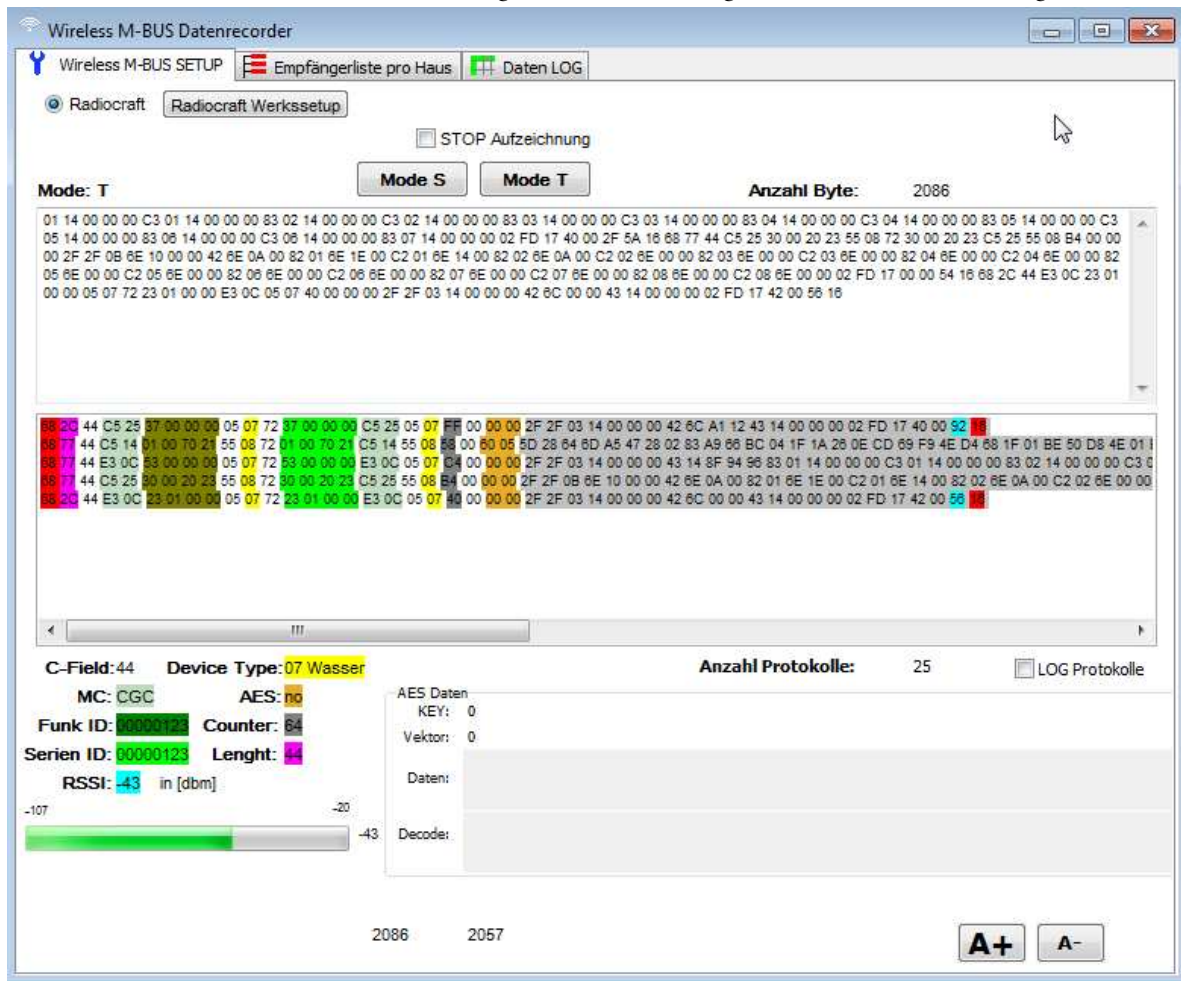 Wireless M-BUS Datenrecorder
Wireless M-BUS SETUP Empfängerliste pro Haus Daten LOG
Radiocraft Radiocraft Werkssetup
STOP Aufzeichnung
Mode: T Mode S Mode T Anzahl Byte: 2086
01 14 00 00 00 C3 01 14 00 00 00 83 02 14 00 00 00 C3 02 14 00 00 00 83 03 14 00 00 00 C3 03 14 00 00 00 83 04 14 00 00 00 C3 04 14 00 00 00 83 05 14 00 00 00 C3
05 14 00 00 00 83 06 14 00 00 00 C3 06 14 00 00 00 83 07 14 00 00 00 02 FD 17 40 00 2F 5A 16 68 77 44 C5 25 30 00 20 23 55 08 72 30 00 20 23 C5 25 55 08 B4 00 00
00 2F 2F 0B 6E 10 00 00 42 6E 0A 00 82 01 6E 1E 00 C2 01 6E 14 00 82 02 6E 0A 00 C2 02 6E 00 00 82 03 6E 00 00 C2 03 6E 00 00 82 04 6E 00 00 C2 04 6E 00 00 82
05 6E 00 00 C2 05 6E 00 00 82 06 6E 00 00 C2 06 6E 00 00 82 07 6E 00 00 C2 07 6E 00 00 82 08 6E 00 00 C2 08 6E 00 00 02 FD 17 00 00 54 16 68 2C 44 E3 0C 23 01
00 00 05 07 72 23 01 00 00 E3 0C 05 07 40 00 00 00 2F 2F 03 14 00 00 00 42 6C 00 00 43 14 00 00 00 02 FD 17 42 00 56 16
68 2C 44 C5 25 37 00 00 00 05 07 72 37 00 00 00 C5 25 05 07 FF 00 00 00 2F 2F 03 14 00 00 00 42 6C A1 12 43 14 00 00 00 02 FD 17 40 00 92 16
68 77 44 C5 14 01 00 70 21 55 08 72 01 00 70 21 C5 14 55 08 68 00 60 05 5D 28 64 6D A5 47 28 02 83 A9 66 BC 04 1F 1A 26 0E CD 69 F9 4E D4 68 1F 01 BE 50 D8 4E 01
68 77 44 E3 0C 53 00 00 00 05 07 72 53 00 00 00 E3 0C 05 07 C4 00 00 00 2F 2F 03 14 00 00 00 43 14 8F 94 96 83 01 14 00 00 00 C3 01 14 00 00 00 83 02 14 00 00 00 C3
68 77 44 C5 25 30 00 20 23 55 08 72 30 00 20 23 C5 25 55 08 B4 00 00 00 2F 2F 0B 6E 10 00 00 42 6E 0A 00 82 01 6E 1E 00 C2 01 6E 14 00 82 02 6E 0A 00 C2 02 6E 00 00
68 2C 44 E3 0C 23 01 00 00 05 07 72 23 01 00 00 E3 0C 05 07 40 00 00 00 2F 2F 03 14 00 00 00 42 6C 00 00 43 14 00 00 00 02 FD 17 42 00 56 16
C-Field: 44 Device Type: 07 Wasser Anzahl Protokolle: 25 LOG Protokolle
MC: CGC AES: no AES Daten
KEY: 0
Funk ID: 00000123 Counter: 64
Vektor: 0
Serien ID: 00000123 Lenght: 44
RSSI: -43 in [dbm] Daten:
-107 -20
-43 Decode:
2086 2057 A+ A-